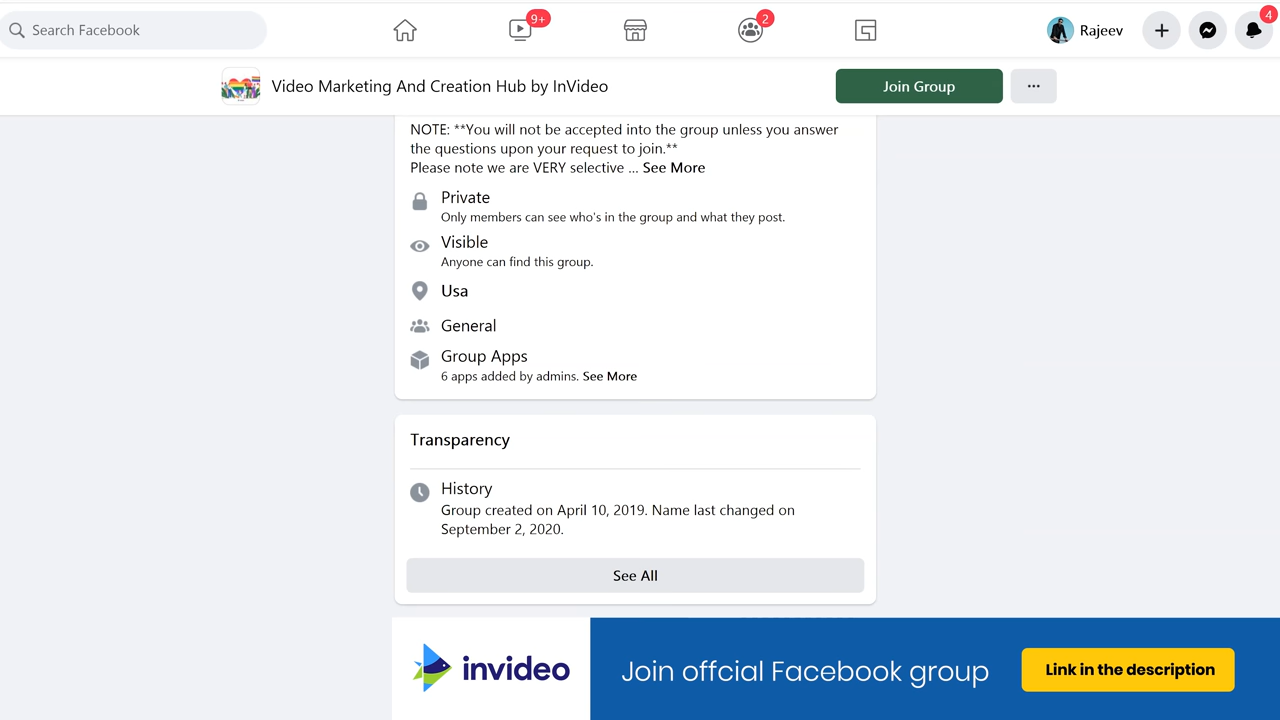 Search Facebook
9+
2
Rajeev
4
Video Marketing And Creation Hub by InVideo
Join Group
NOTE: **You will not be accepted into the group unless you answer
the questions upon your request to join.**
Please note we are VERY selective ... See More
Private
Only members can see who's in the group and what they post.
Visible
Anyone can find this group.
Usa
General
Group Apps
6 apps added by admins. See More
Transparency
History
Group created on April 10, 2019. Name last changed on
September 2, 2020.
See All
invideo
Join offcial Facebook group
Link in the description